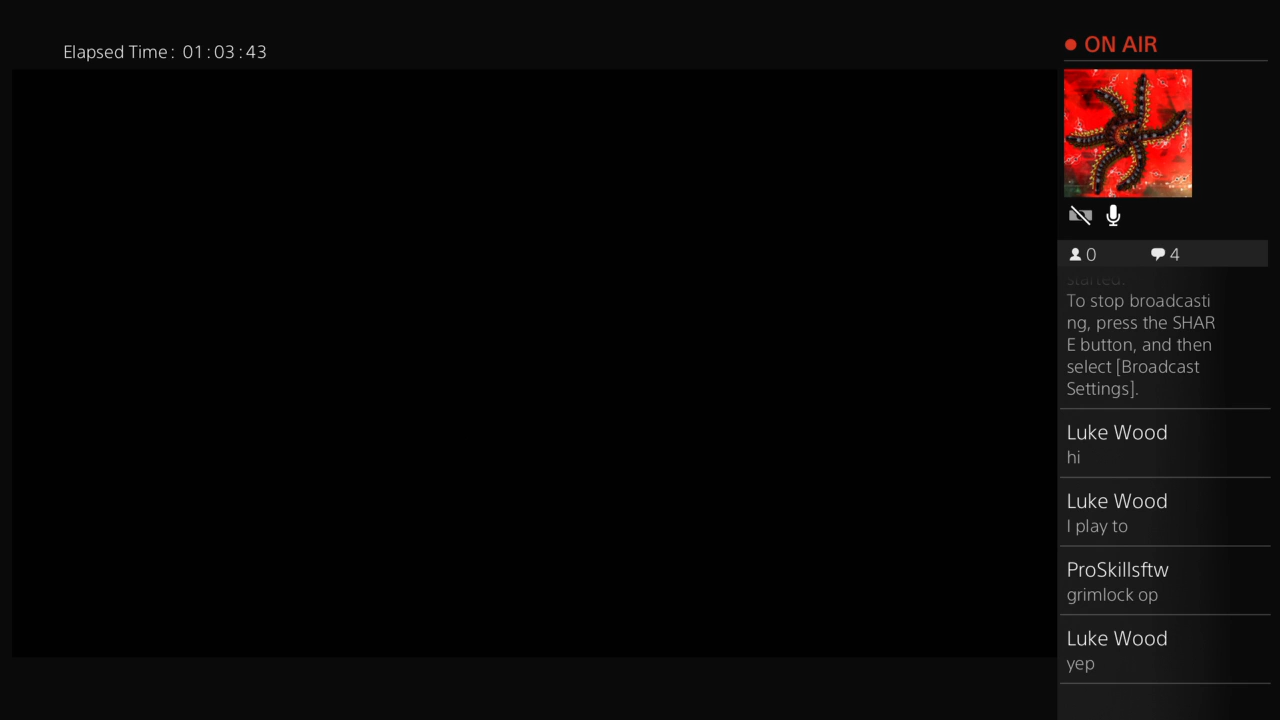 Elapsed Time: 01:03:43
ON AIR
0 4
started.
To stop broadcasti
ng, press the SHAR
E button, and then
select [Broadcast
Settings].
Luke Wood
hi
Luke Wood
I play to
ProSkillsftw
grimlock op
Luke Wood
yep